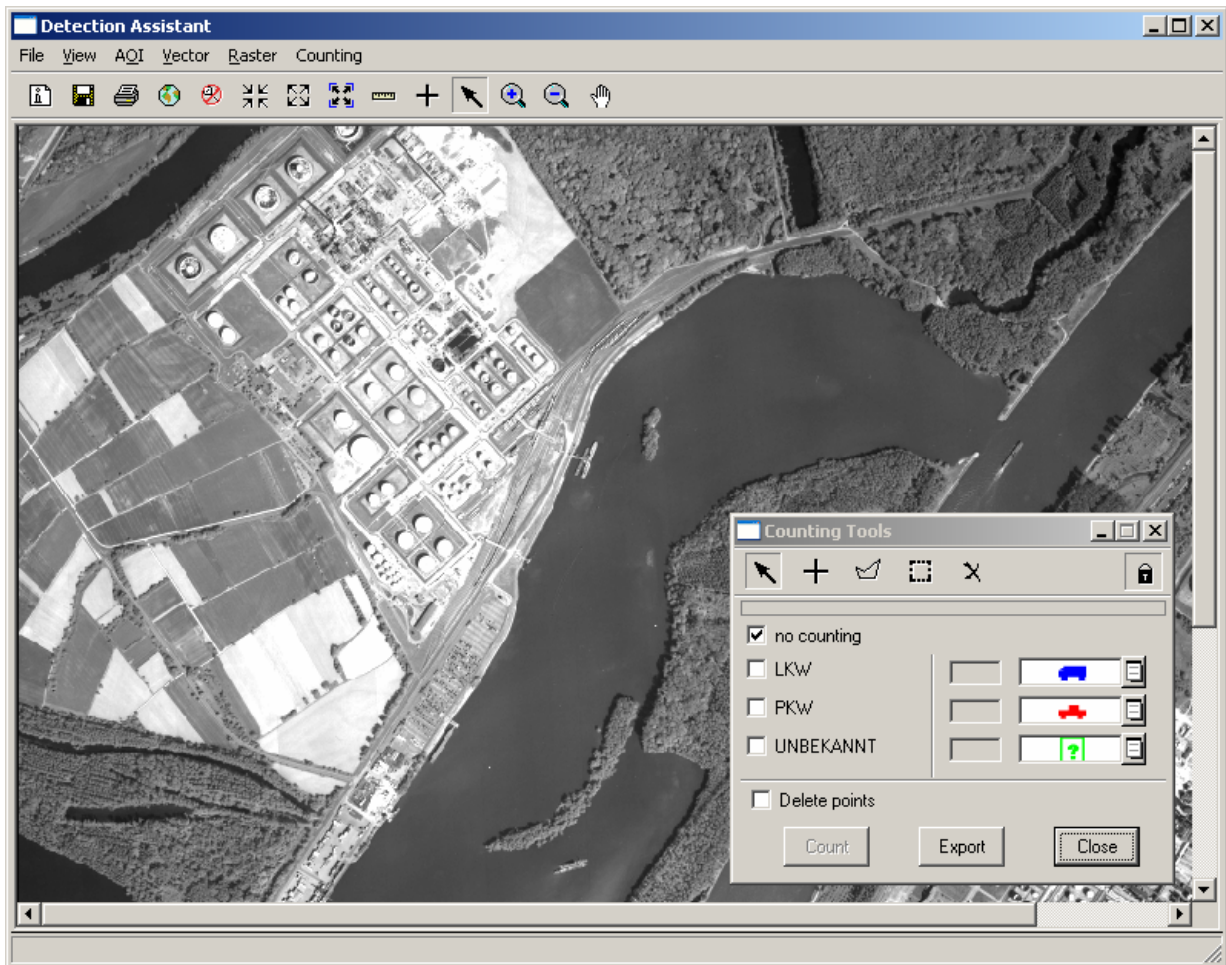 Detection Assistant
File View AOI Vector Raster Counting
Counting Tools
no counting
LKW
PKW
?
UNBEKANNT
Delete points
Count Export Close